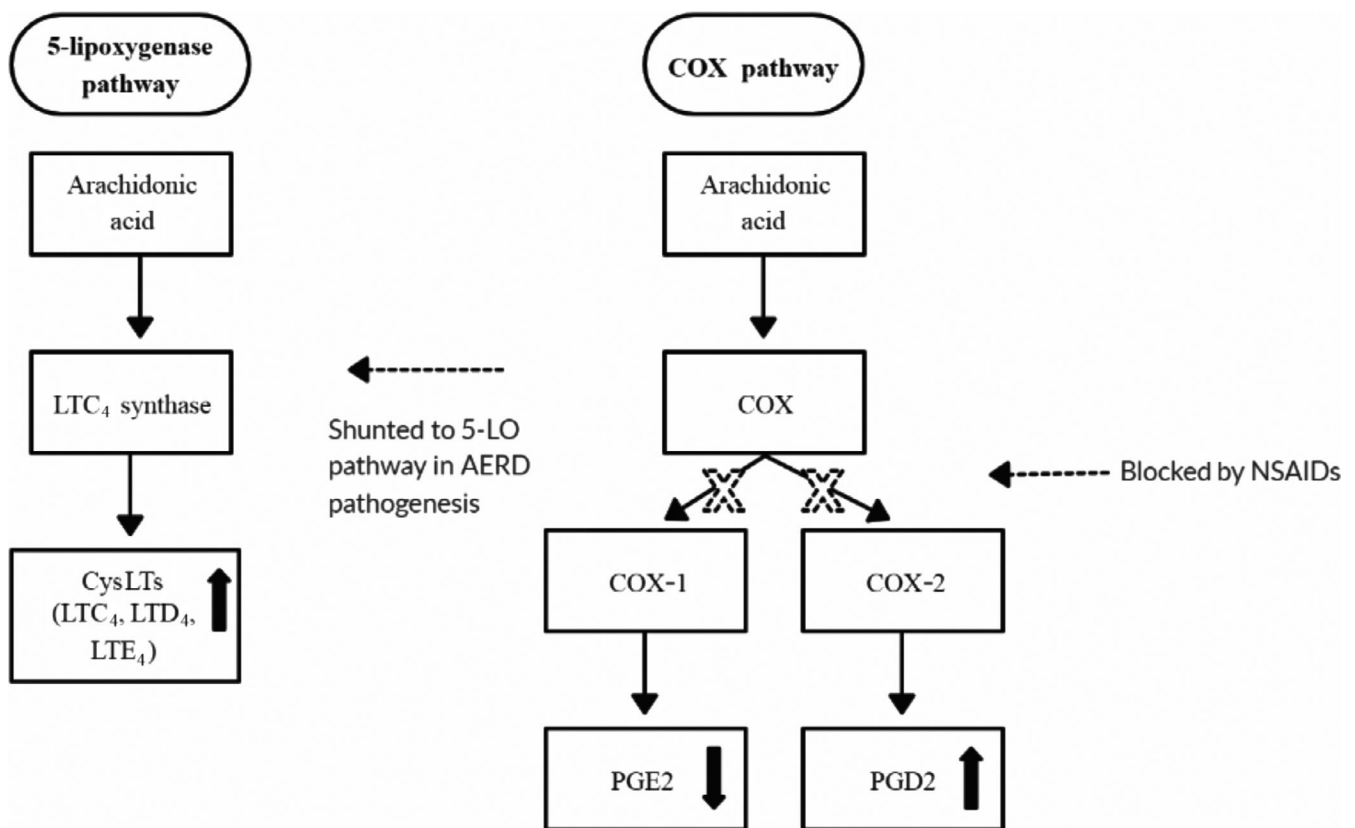 5-lipoxygenase
pathway
COX pathway
Arachidonic
acid
Arachidonic
acid
LTC₄ synthase
COX
Shunted to 5-LO
pathway in AERD
pathogenesis
Blocked by NSAIDs
CysLTs
(LTC₄, LTD₄,
LTE₄)
COX-1
COX-2
PGE2
PGD2